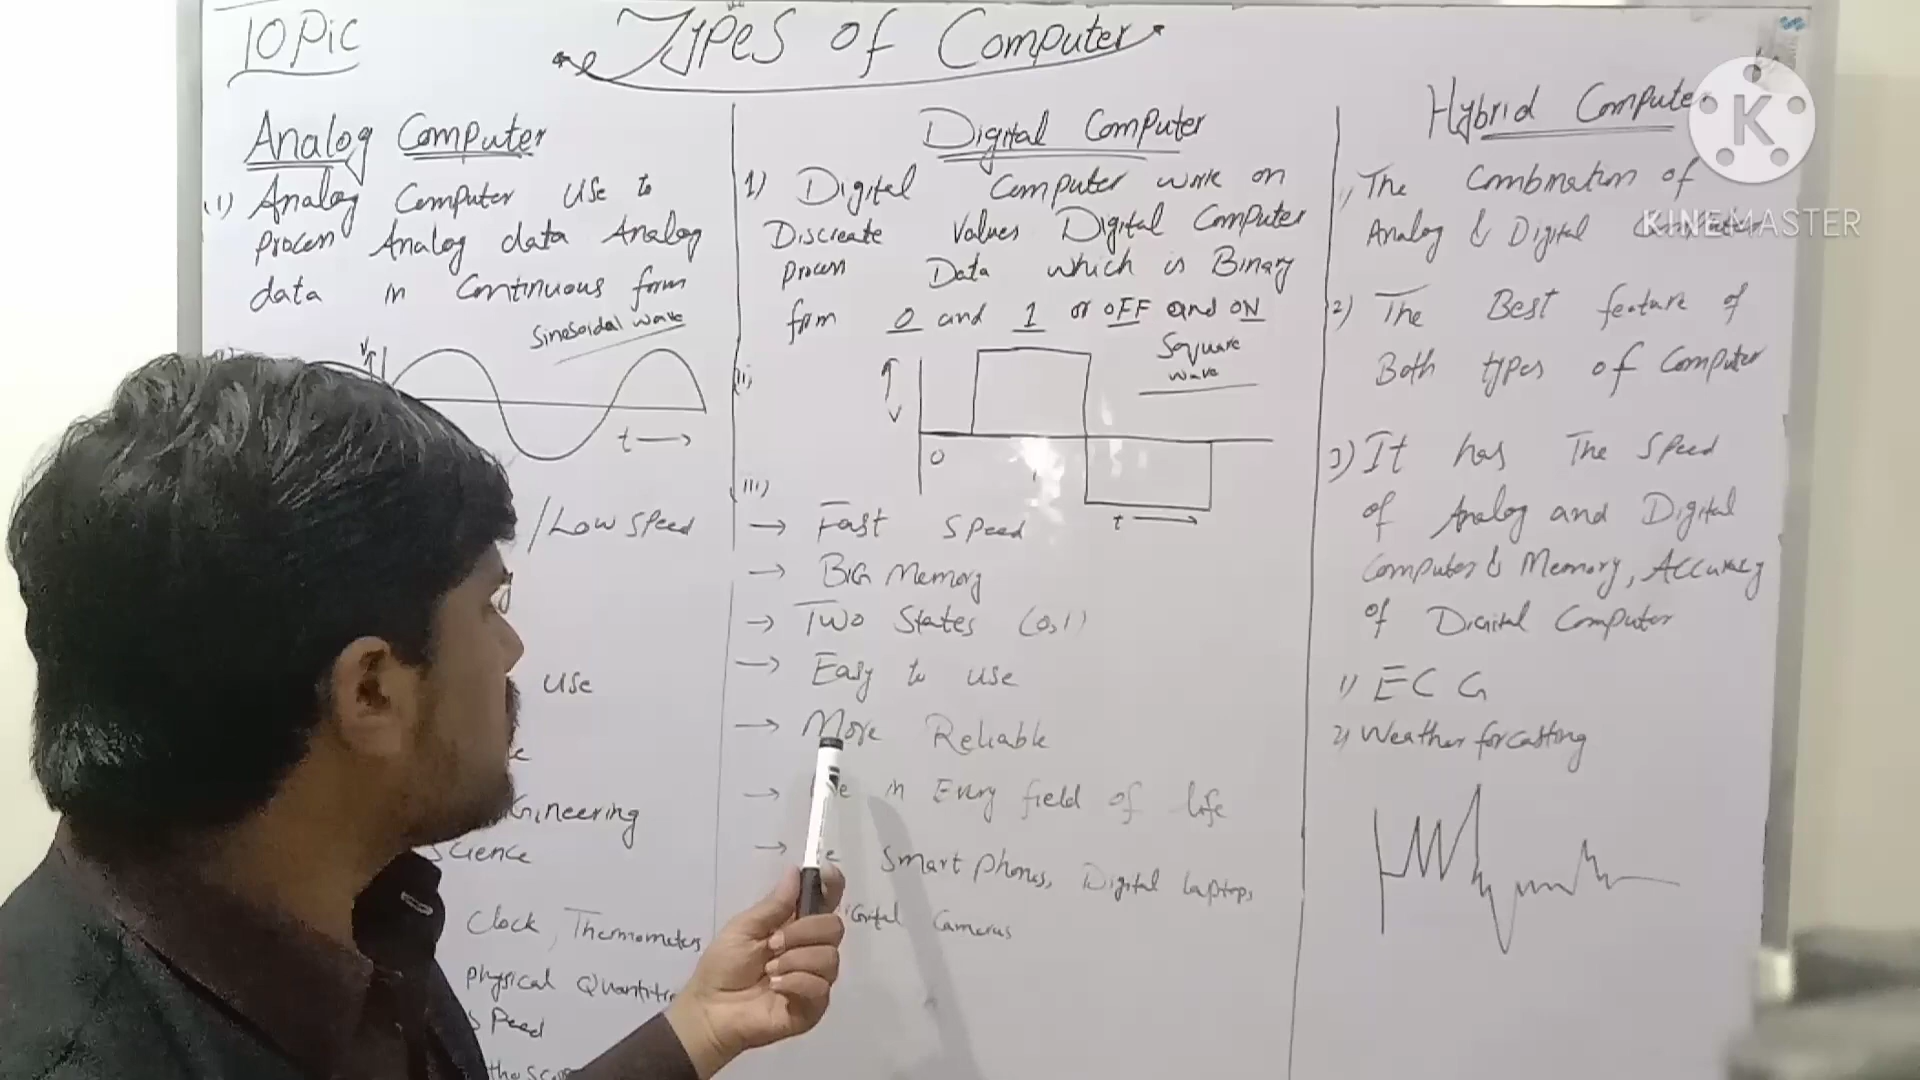 Topic
Types of Computer
Analog Computer
(1) Analog Computer use to
process Analog data Analog
data in Continuous form
Sinesoidal wave
V
t
/Low Speed
use
Gineering
Science
Clock, Thermometers
Physical Quantitie
Speed
Digital Computer
1) Digital Computer work on
Discreate Values Digital Computer
process Data which is Binary
from 0 and 1 or OFF and ON
(ii)
Square
wave
0
t
(iii)
→ Fast Speed
→ BiG Memory
→ Two States (0,1)
→ Easy to use
→ More Reliable
→ in Every field of life
→ Smart phones, Digital Laptops,
Cameras
Hybrid Computer
1, The Combination of
Analog & Digital
2) The Best feature of
Both types of Computer
3) It has The Speed
of Analog and Digital
Computer & Memory, Accuracy
of Digital Computer
1) ECG
2) Weather forcasting
K
KINEMASTER